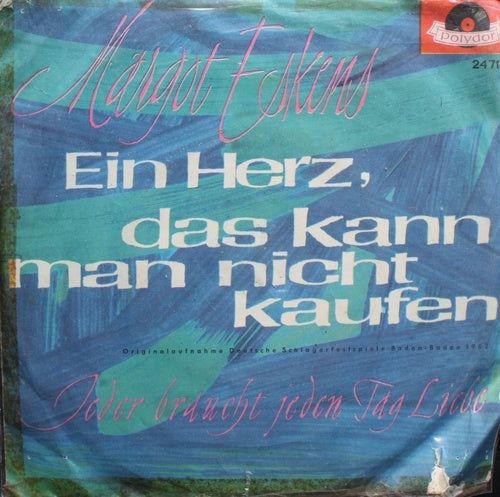 Polydor
Margot Eskens
2471
Ein Herz,
das kann
man nicht
kaufen
Originalaufnahme Deutsche Schlagerfestspiele Baden-Baden 1962
Jeder braucht jeden Tag Liebe